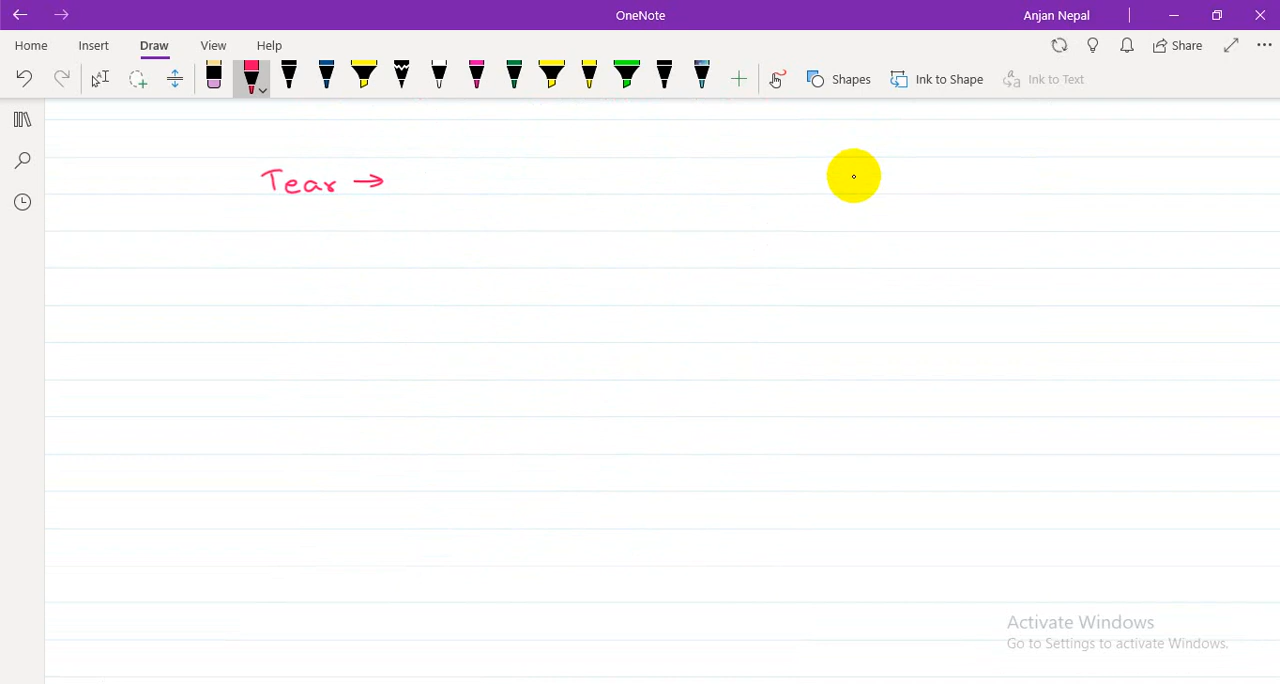 OneNote
Anjan Nepal
Home Insert Draw View Help
Share
Shapes
Ink to Shape
Ink to Text
Tear →
Activate Windows
Go to Settings to activate Windows.